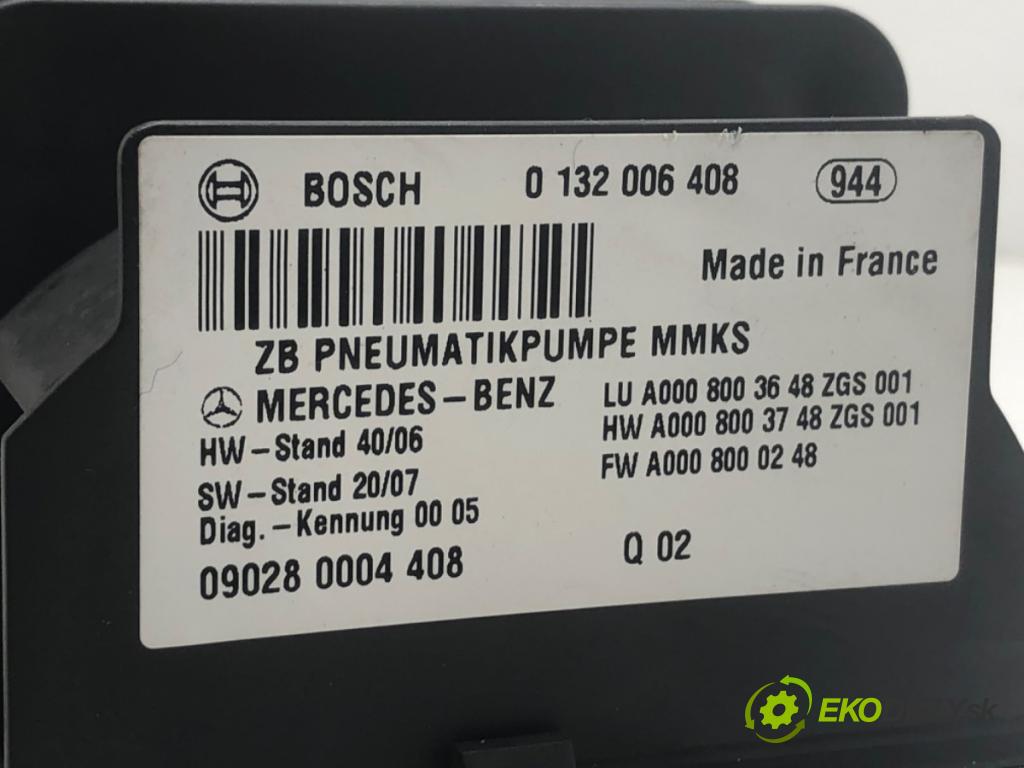 BOSCH 0 132 006 408 944
Made in France
ZB PNEUMATIKPUMPE MMKS
MERCEDES-BENZ
LU A000 800 36 48 ZGS 001
HW A000 800 37 48 ZGS 001
FW A000 800 02 48
HW-Stand 40/06
SW-Stand 20/07
Diag.-Kennung 00 05
09028 0004 408
Q 02
EKO
sk